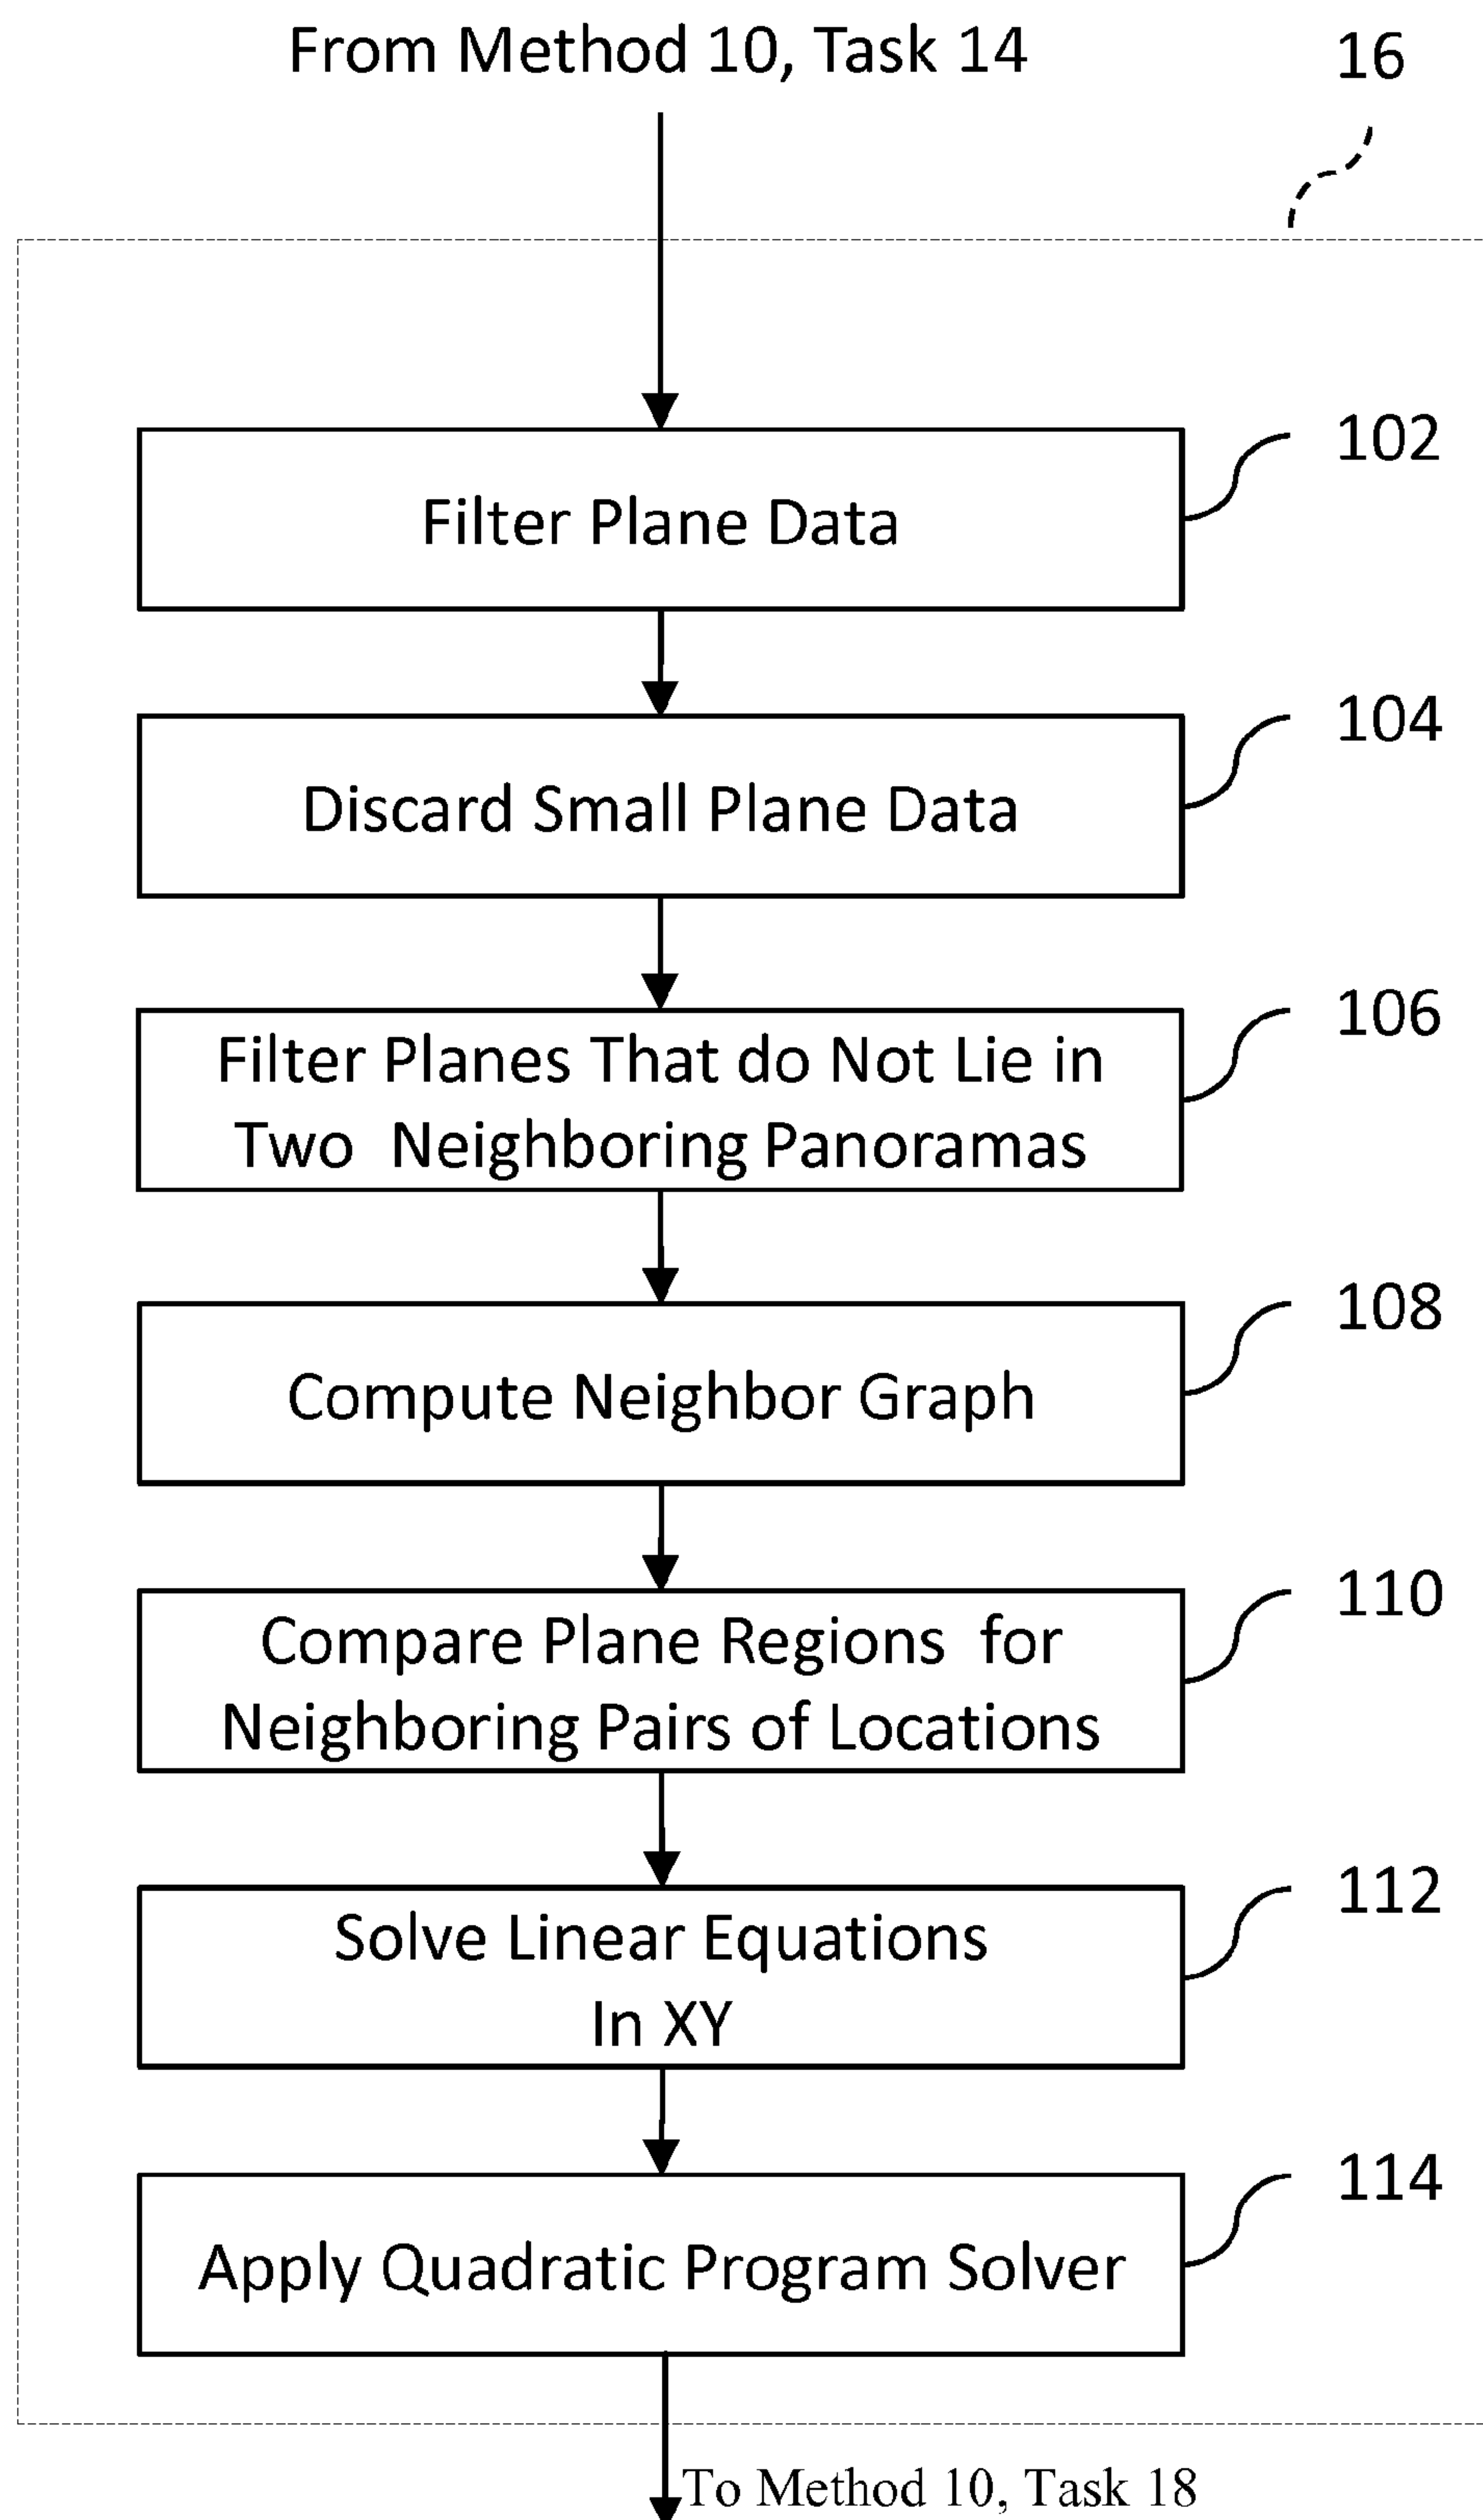 From Method 10, Task 14
16
102
Filter Plane Data
104
Discard Small Plane Data
106
Filter Planes That do Not Lie in
Two Neighboring Panoramas
108
Compute Neighbor Graph
110
Compare Plane Regions for
Neighboring Pairs of Locations
112
Solve Linear Equations
In XY
114
Apply Quadratic Program Solver
To Method 10, Task 18